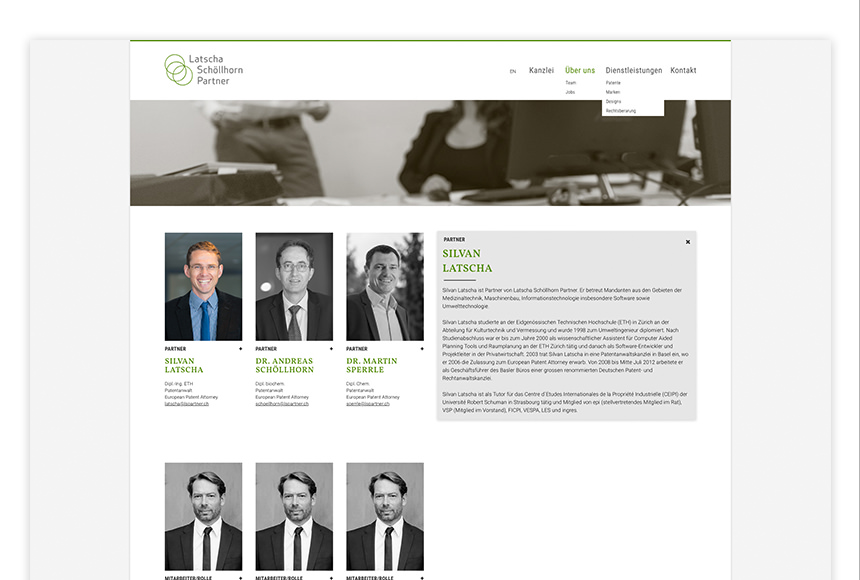 Latscha
Schöllhorn
Partner
EN Kanzlei Über uns Dienstleistungen Kontakt
Team
Jobs
Patente
Marken
Designs
Rechtsberatung
PARTNER +
SILVAN
LATSCHA
Dipl. Ing. ETH
Patentanwalt
European Patent Attorney
latscha@lspartner.ch
PARTNER +
DR. ANDREAS
SCHÖLLHORN
Dipl. biochem.
Patentanwalt
European Patent Attorney
schoellhorn@lspartner.ch
PARTNER +
DR. MARTIN
SPERRLE
Dipl. Chem.
Patentanwalt
European Patent Attorney
sperrle@lspartner.ch
PARTNER ×
SILVAN
LATSCHA
Silvan Latscha ist Partner von Latscha Schöllhorn Partner. Er betreut Mandanten aus den Gebieten der
Medizinaltechnik, Maschinenbau, Informationstechnologie insbesondere Software sowie
Umwelttechnologie.
Silvan Latscha studierte an der Eidgenössischen Technischen Hochschule (ETH) in Zürich an der
Abteilung für Kulturtechnik und Vermessung und wurde 1998 zum Umweltingenieur diplomiert. Nach
Studienabschluss war er bis zum Jahre 2000 als wissenschaftlicher Assistent für Computer Aided
Planning Tools und Raumplanung an der ETH Zürich tätig und danach als Software-Entwickler und
Projektleiter in der Privatwirtschaft. 2003 trat Silvan Latscha in eine Patentanwaltskanzlei in Basel ein, wo
er 2006 die Zulassung zum European Patent Attorney erwarb. Von 2008 bis Mitte Juli 2012 arbeitete er
als Geschäftsführer des Basler Büros einer grossen renommierten Deutschen Patent- und
Rechtanwaltskanzlei.
Silvan Latscha ist als Tutor für das Centre d'Etudes Internationales de la Propriété Industrielle (CEIPI) der
Université Robert Schuman in Strasbourg tätig und Mitglied von epi (stellvertretendes Mitglied im Rat),
VSP (Mitglied im Vorstand), FICPI, VESPA, LES und ingres.
MITARBEITER/ROLLE +
MITARBEITER/ROLLE +
MITARBEITER/ROLLE +